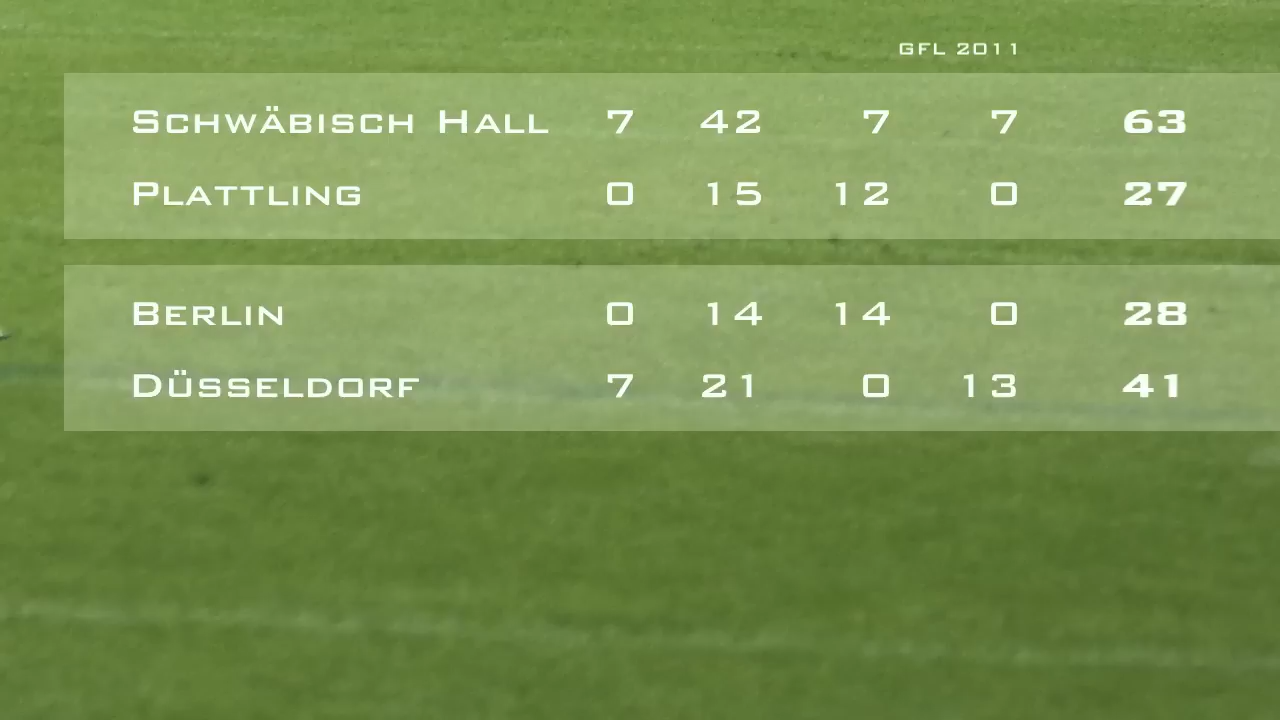 GFL 2011
Schwäbisch Hall 7 42 7 7 63
Plattling 0 15 12 0 27
Berlin 0 14 14 0 28
Düsseldorf 7 21 0 13 41